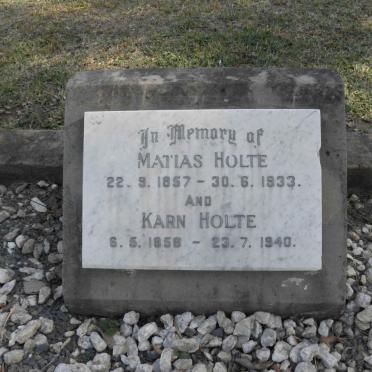 In Memory of
MATIAS HOLTE
22. 9. 1857 - 30. 6. 1933.
AND
KARN HOLTE
6. 5. 1858 - 23. 7. 1940.